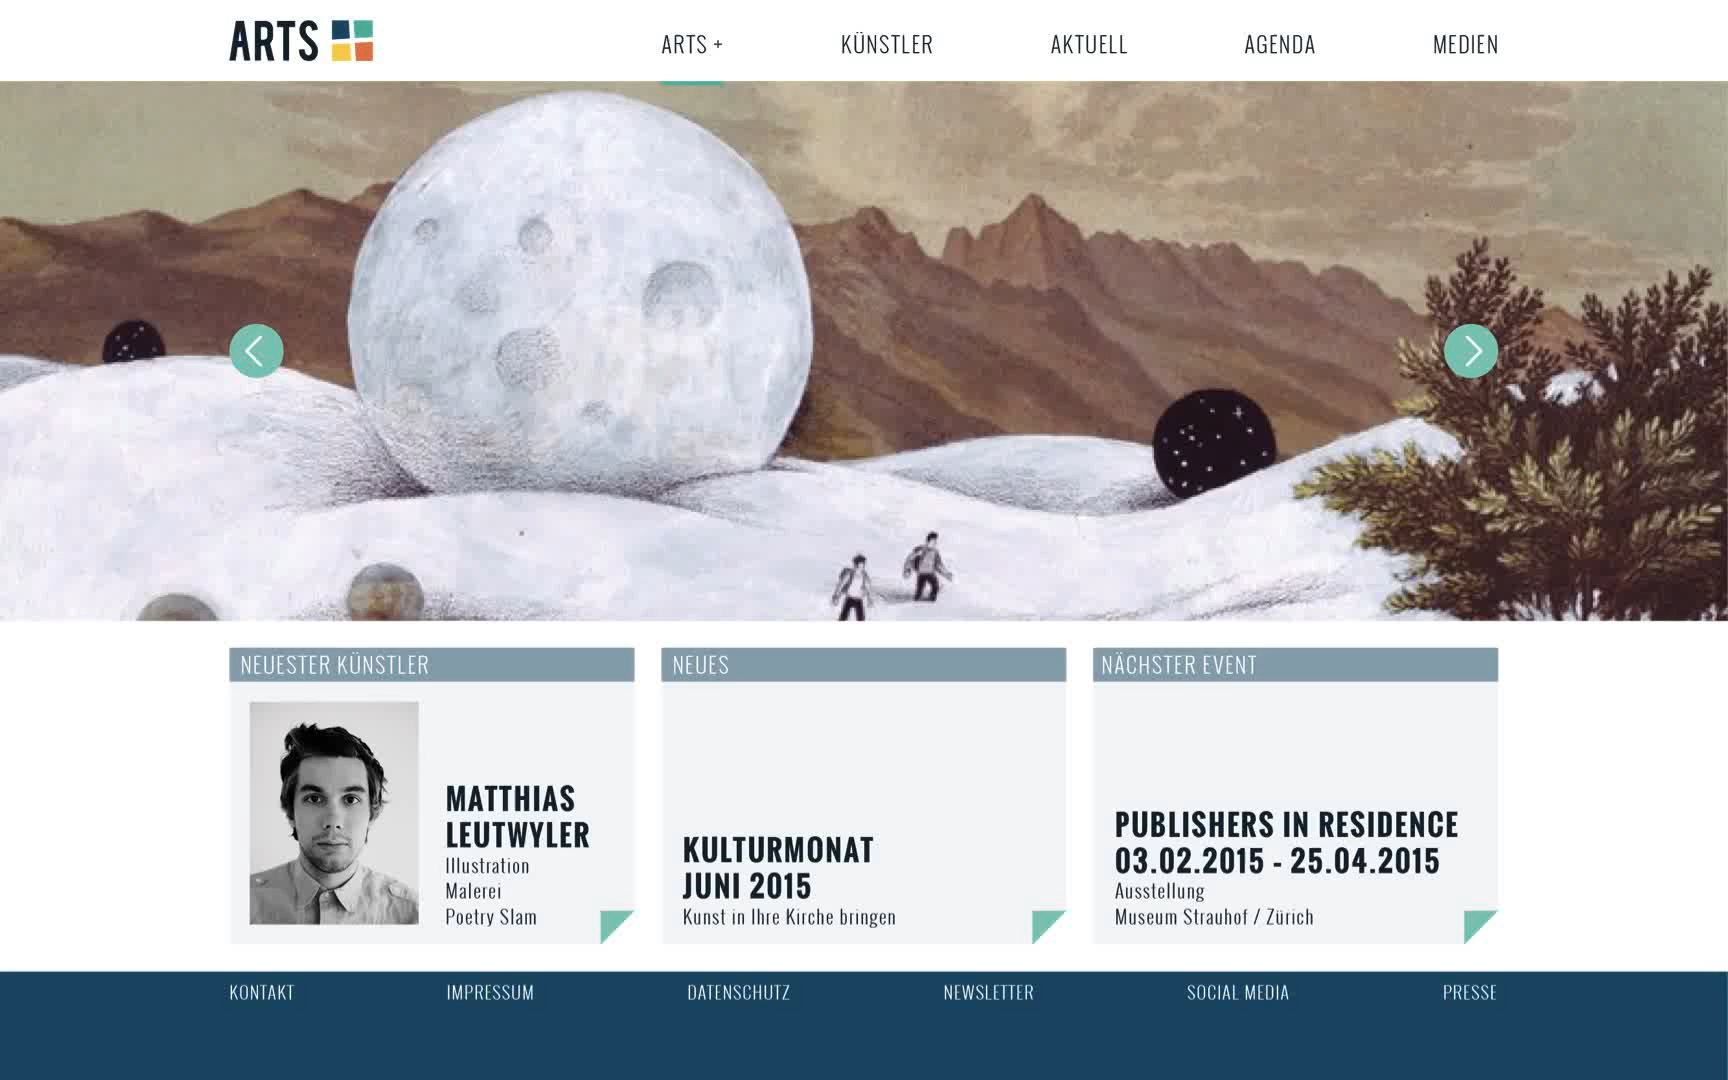 ARTS
ARTS +
KÜNSTLER
AKTUELL
AGENDA
MEDIEN
NEUESTER KÜNSTLER
MATTHIAS
LEUTWYLER
Illustration
Malerei
Poetry Slam
NEUES
KULTURMONAT
JUNI 2015
Kunst in Ihre Kirche bringen
NÄCHSTER EVENT
PUBLISHERS IN RESIDENCE
03.02.2015 - 25.04.2015
Ausstellung
Museum Strauhof / Zürich
KONTAKT
IMPRESSUM
DATENSCHUTZ
NEWSLETTER
SOCIAL MEDIA
PRESSE